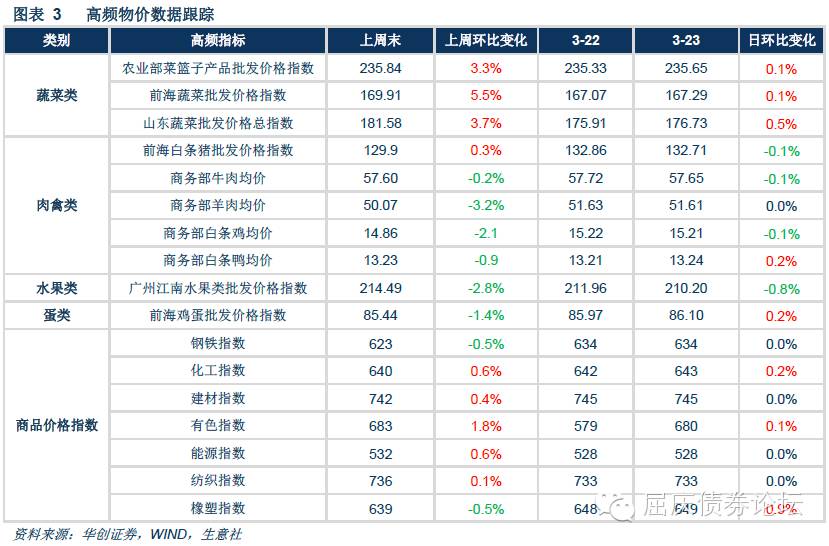 图表 3 高频物价数据跟踪
类别 高频指标 上周末 上周环比变化 3-22 3-23 日环比变化
蔬菜类
农业部菜篮子产品批发价格指数 235.84 3.3% 235.33 235.65 0.1%
前海蔬菜批发价格指数 169.91 5.5% 167.07 167.29 0.1%
山东蔬菜批发价格总指数 181.58 3.7% 175.91 176.73 0.5%
肉禽类
前海白条猪批发价格指数 129.9 0.3% 132.86 132.71 -0.1%
商务部牛肉均价 57.60 -0.2% 57.72 57.65 -0.1%
商务部羊肉均价 50.07 -3.2% 51.63 51.61 0.0%
商务部白条鸡均价 14.86 -2.1 15.22 15.21 -0.1%
商务部白条鸭均价 13.23 -0.9 13.21 13.24 0.2%
水果类 广州江南水果类批发价格指数 214.49 -2.8% 211.96 210.20 -0.8%
蛋类 前海鸡蛋批发价格指数 85.44 -1.4% 85.97 86.10 0.2%
商品价格指数
钢铁指数 623 -0.5% 634 634 0.0%
化工指数 640 0.6% 642 643 0.2%
建材指数 742 0.4% 745 745 0.0%
有色指数 683 1.8% 579 680 0.1%
能源指数 532 0.6% 528 528 0.0%
纺织指数 736 0.1% 733 733 0.0%
橡塑指数 639 -0.5% 648 649
屈庆债券论坛
资料来源：华创证券，WIND，生意社